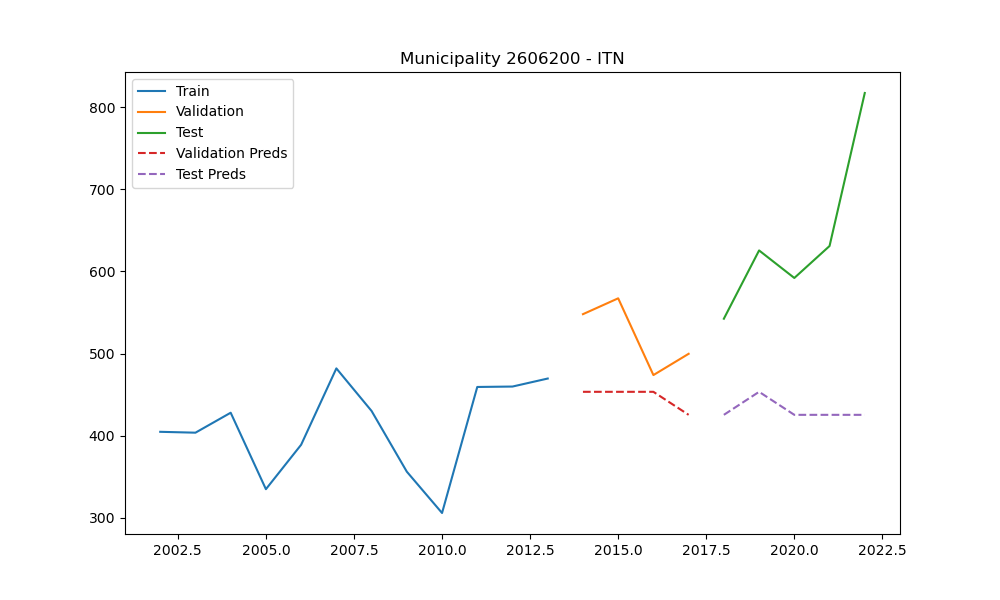 Municipality 2606200 - ITN
Train
Validation
Test
Validation Preds
Test Preds
800
700
600
500
400
300
2002.5 2005.0 2007.5 2010.0 2012.5 2015.0 2017.5 2020.0 2022.5